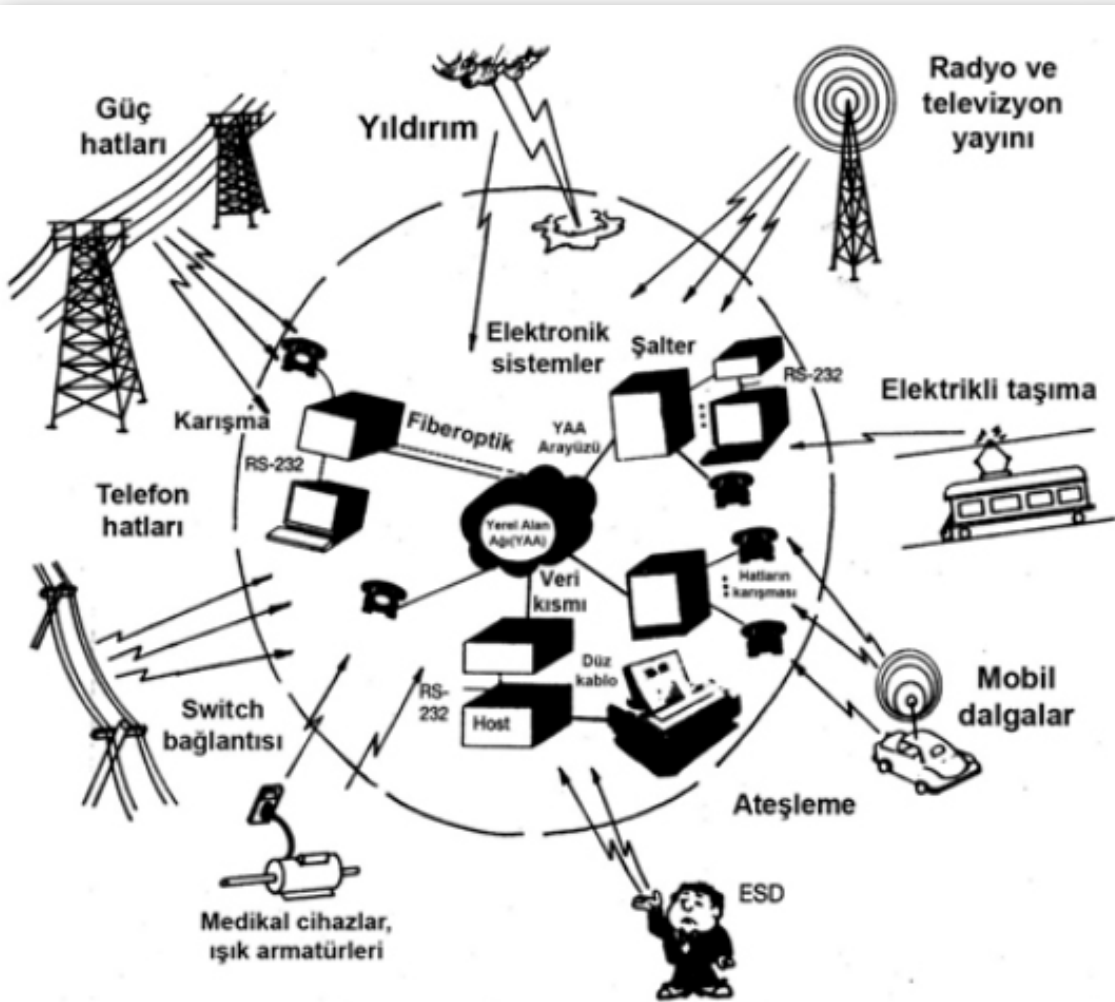 Güç
hatları
Yıldırım
Radyo ve
televizyon
yayını
Elektronik
sistemler
Şalter
RS-232
Elektrikli taşıma
Karışma
Fiberoptik
YAA
Arayüzü
RS-232
Telefon
hatları
Yerel Alan
Ağı(YAA)
Veri
kısmı
Hatların
karışması
Düz
kablo
RS-
232
Host
Switch
bağlantısı
Mobil
dalgalar
Ateşleme
ESD
Medikal cihazlar,
ışık armatürleri